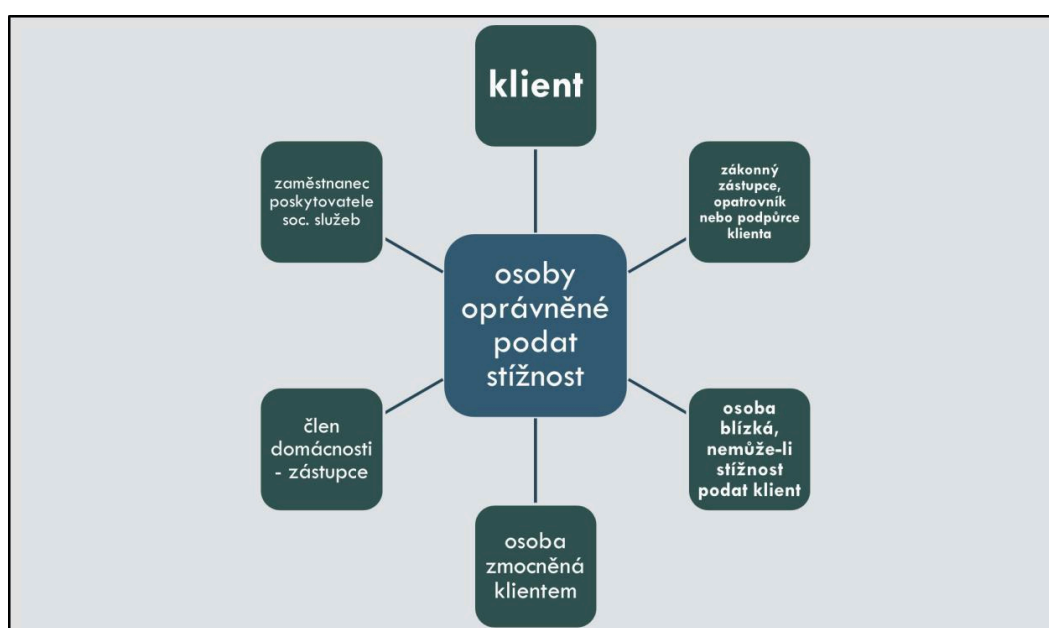 klient
zaměstnanec
poskytovatele
soc. služeb
zákonný
zástupce,
opatrovník
nebo podpůrce
klienta
osoby
oprávněné
podat
stížnost
člen
domácnosti
- zástupce
osoba
blízká,
nemůže-li
stížnost
podat klient
osoba
zmocněná
klientem